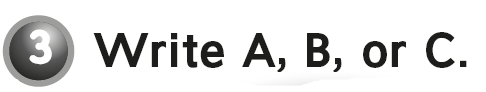 3 Write A, B, or C.